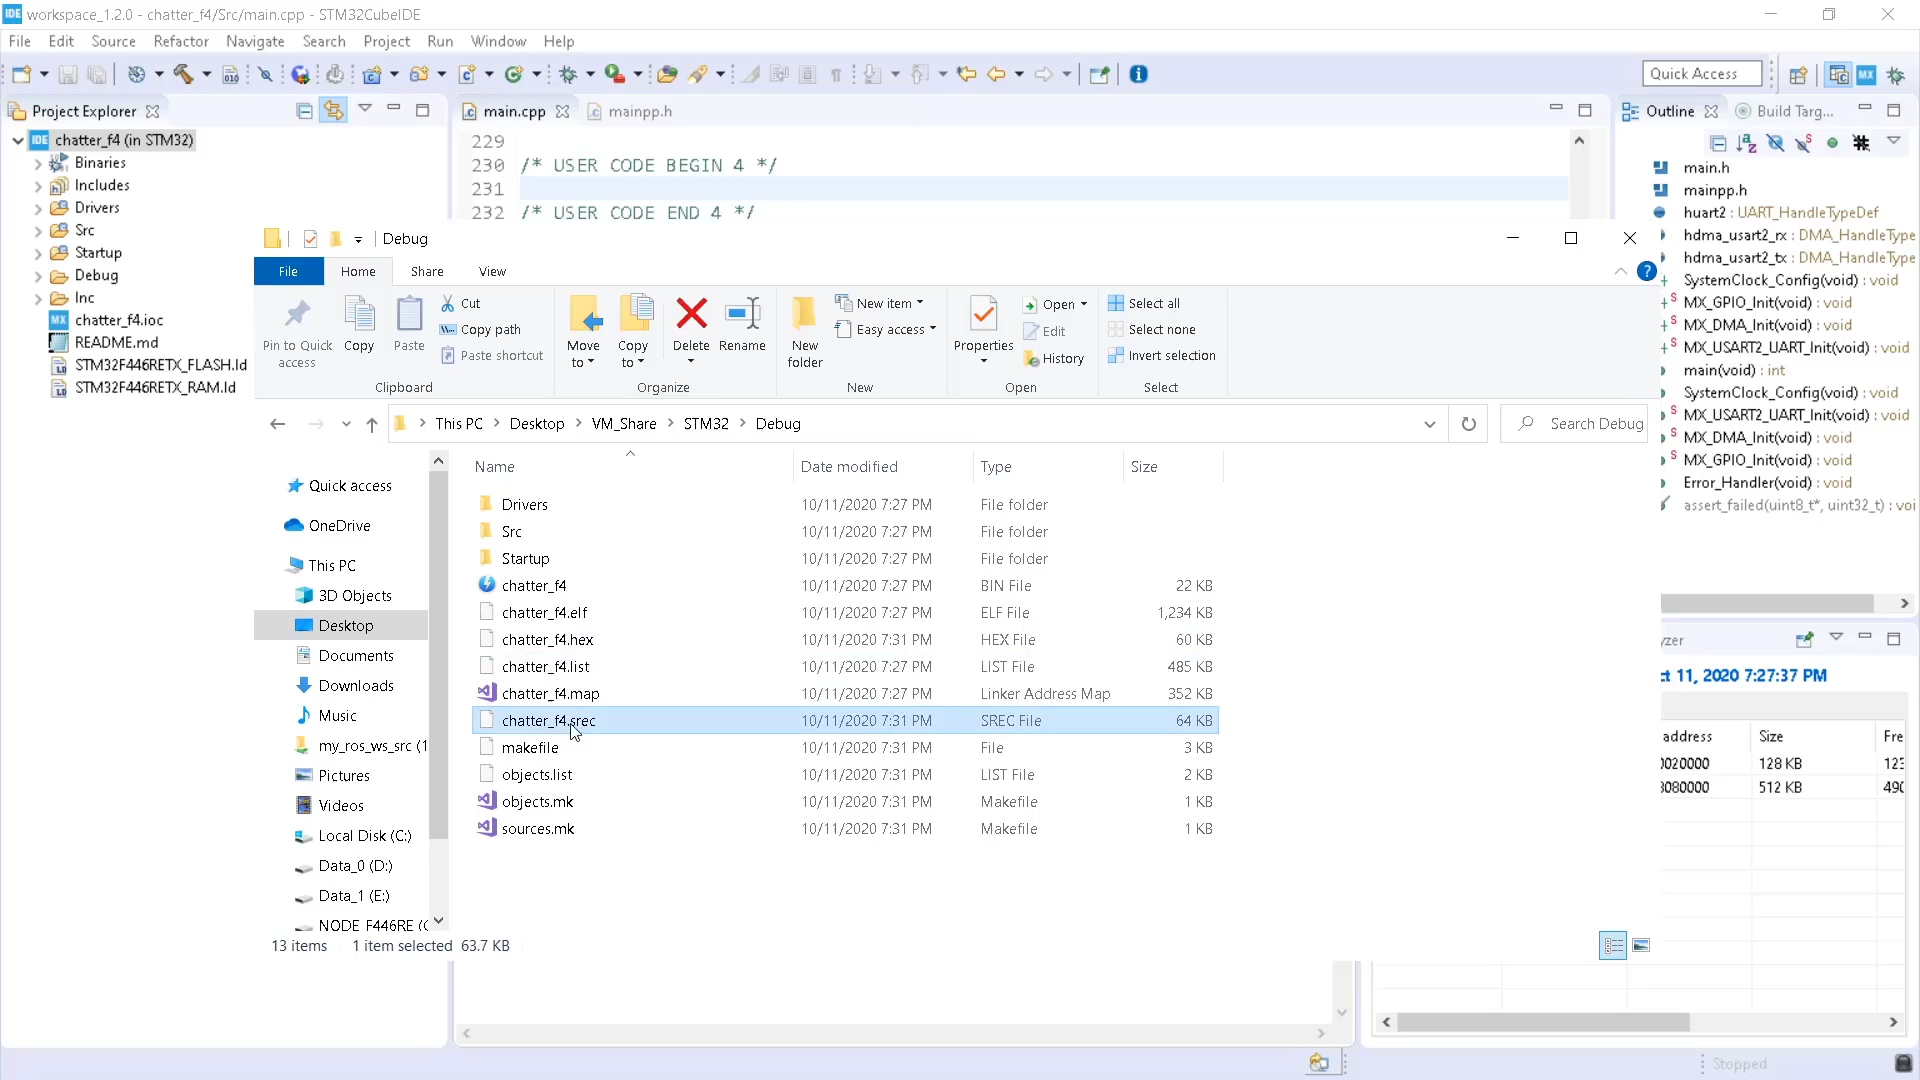 IDE workspace_1.2.0 - chatter_f4/Src/main.cpp - STM32CubeIDE
File Edit Source Refactor Navigate Search Project Run Window Help
Quick Access
Project Explorer
main.cpp mainpp.h
Outline Build Targ...
IDE chatter_f4 (in STM32)
Binaries
Includes
Drivers
Src
Startup
Debug
Inc
MX chatter_f4.ioc
README.md
STM32F446RETX_FLASH.ld
STM32F446RETX_RAM.ld
229
230 /* USER CODE BEGIN 4 */
231
232 /* USER CODE END 4 */
main.h
mainpp.h
huart2 : UART_HandleTypeDef
hdma_usart2_rx : DMA_HandleType
hdma_usart2_tx : DMA_HandleType
SystemClock_Config(void) : void
MX_GPIO_Init(void) : void
MX_DMA_Init(void) : void
MX_USART2_UART_Init(void) : void
main(void) : int
SystemClock_Config(void) : void
MX_USART2_UART_Init(void) : void
MX_DMA_Init(void) : void
MX_GPIO_Init(void) : void
Error_Handler(void) : void
assert_failed(uint8_t*, uint32_t) : voi
Debug
File Home Share View
Pin to Quick access
Copy
Paste
Cut
Copy path
Paste shortcut
Clipboard
Move to
Copy to
Delete
Rename
Organize
New folder
New item
Easy access
New
Properties
Open
Edit
History
Open
Select all
Select none
Invert selection
Select
This PC > Desktop > VM_Share > STM32 > Debug
Search Debug
Quick access
OneDrive
This PC
3D Objects
Desktop
Documents
Downloads
Music
my_ros_ws_src (1
Pictures
Videos
Local Disk (C:)
Data_0 (D:)
Data_1 (E:)
NODE_F446RE (
Name Date modified Type Size
Drivers 10/11/2020 7:27 PM File folder
Src 10/11/2020 7:27 PM File folder
Startup 10/11/2020 7:27 PM File folder
chatter_f4 10/11/2020 7:27 PM BIN File 22 KB
chatter_f4.elf 10/11/2020 7:27 PM ELF File 1,234 KB
chatter_f4.hex 10/11/2020 7:31 PM HEX File 60 KB
chatter_f4.list 10/11/2020 7:27 PM LIST File 485 KB
chatter_f4.map 10/11/2020 7:27 PM Linker Address Map 352 KB
chatter_f4.srec 10/11/2020 7:31 PM SREC File 64 KB
makefile 10/11/2020 7:31 PM File 3 KB
objects.list 10/11/2020 7:31 PM LIST File 2 KB
objects.mk 10/11/2020 7:31 PM Makefile 1 KB
sources.mk 10/11/2020 7:31 PM Makefile 1 KB
13 items 1 item selected 63.7 KB
yzer
ct 11, 2020 7:27:37 PM
address Size Fre
0020000 128 KB 123
8080000 512 KB 490
Stopped